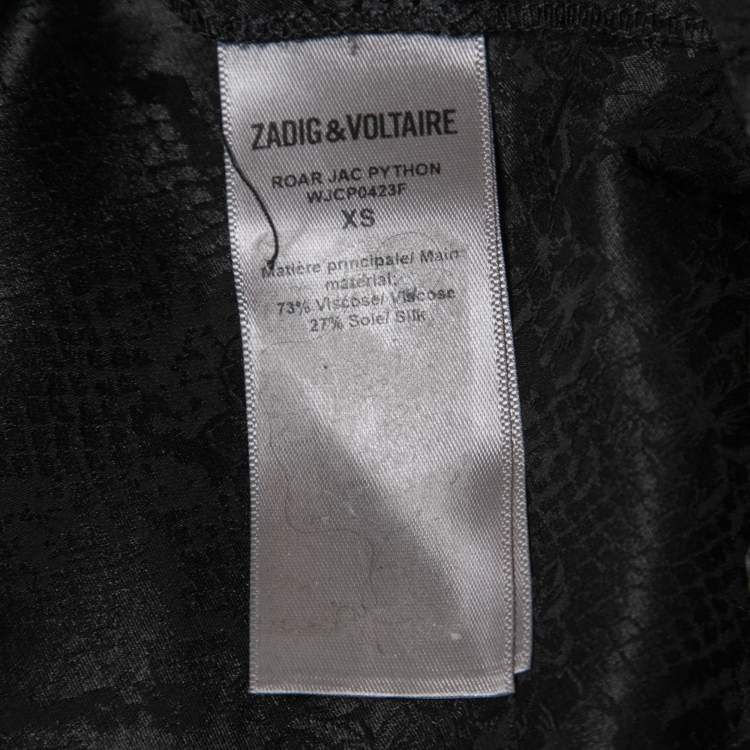 ZADIG&VOLTAIRE
ROAR JAC PYTHON
WJCP0423F
XS
Matière principale/ Main
material:
73% Viscose/ Viscose
27% Soie/ Silk